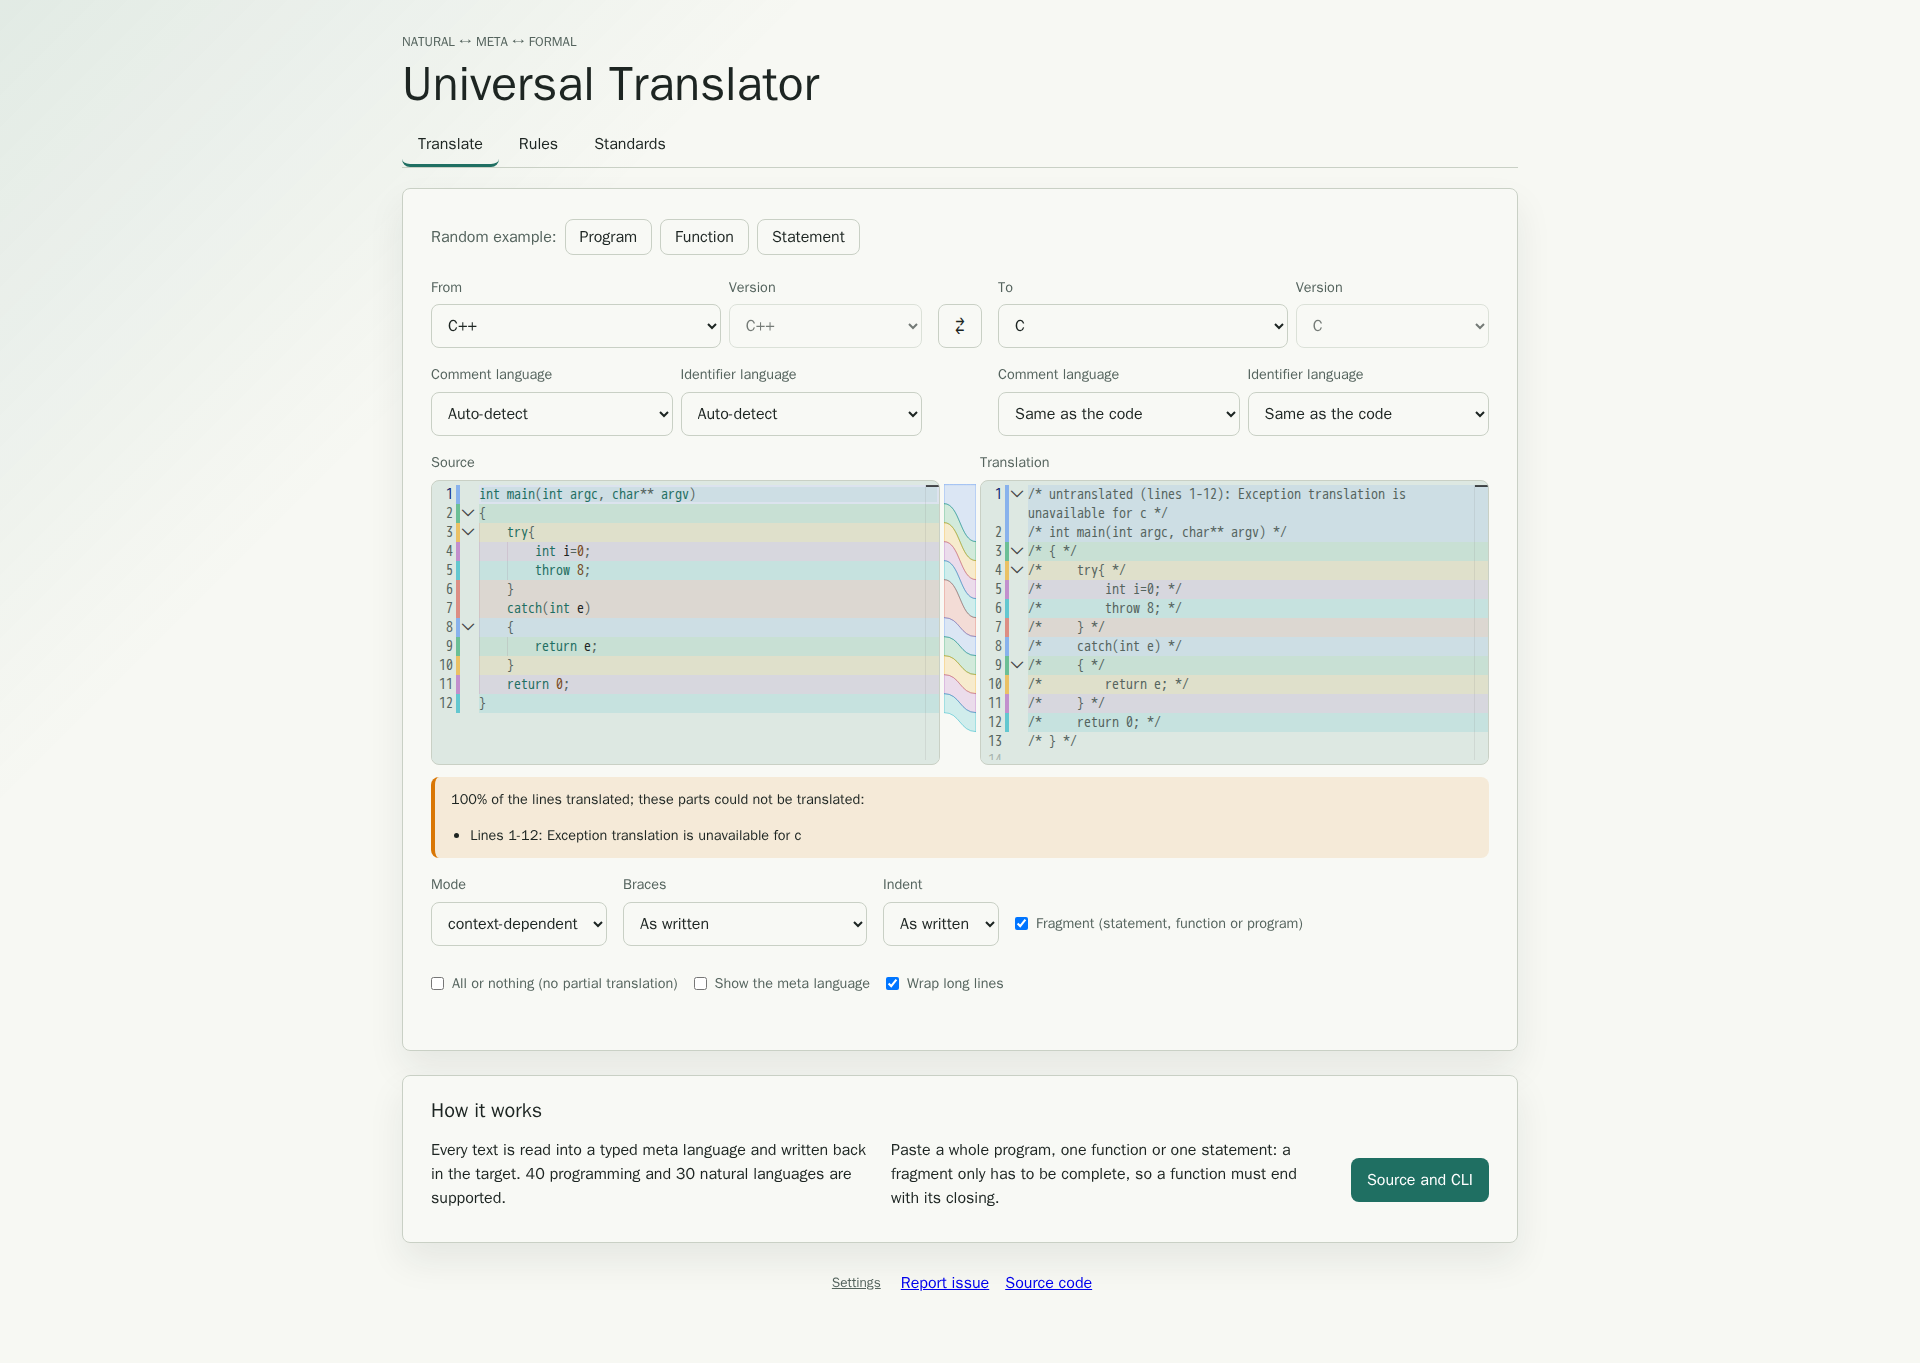 NATURAL ↔ META ↔ FORMAL
Universal Translator
Translate Rules Standards
Random example: Program Function Statement
From Version To Version
C++ C++ ⇄ C C
Comment language Identifier language Comment language Identifier language
Auto-detect Auto-detect Same as the code Same as the code
Source
1 int main(int argc, char** argv)
2 {
3     try{
4         int i=0;
5         throw 8;
6     }
7     catch(int e)
8     {
9         return e;
10     }
11     return 0;
12 }
Translation
1 /* untranslated (lines 1-12): Exception translation is
unavailable for c */
2 /* int main(int argc, char** argv) */
3 /* { */
4 /*     try{ */
5 /*         int i=0; */
6 /*         throw 8; */
7 /*     } */
8 /*     catch(int e) */
9 /*     { */
10 /*         return e; */
11 /*     } */
12 /*     return 0; */
13 /* } */
14
100% of the lines translated; these parts could not be translated:
• Lines 1-12: Exception translation is unavailable for c
Mode Braces Indent
context-dependent As written As written Fragment (statement, function or program)
All or nothing (no partial translation) Show the meta language Wrap long lines
How it works
Every text is read into a typed meta language and written back
in the target. 40 programming and 30 natural languages are
supported.
Paste a whole program, one function or one statement: a
fragment only has to be complete, so a function must end
with its closing.
Source and CLI
Settings Report issue Source code